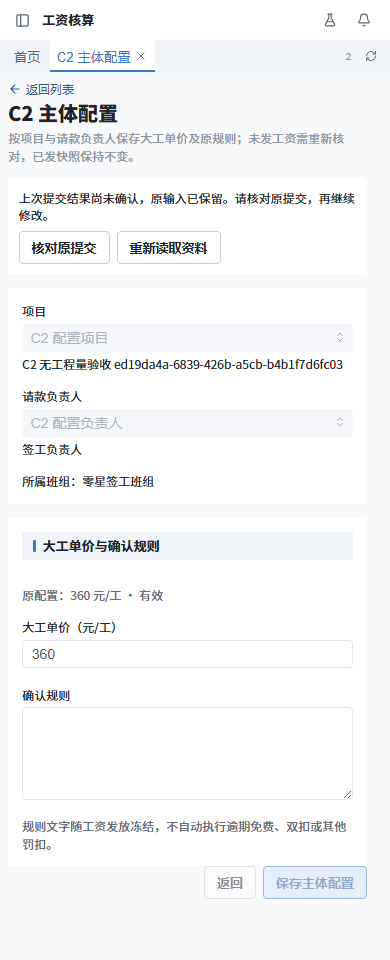 工资核算
首页
C2 主体配置
2
返回列表
C2 主体配置
按项目与请款负责人保存大工单价及原规则；未发工资需重新核
对，已发快照保持不变。
上次提交结果尚未确认，原输入已保留。请核对原提交，再继续
修改。
核对原提交
重新读取资料
项目
C2 配置项目
C2 无工程量验收 ed19da4a-6839-426b-a5cb-b4b1f7d6fc03
请款负责人
C2 配置负责人
签工负责人
所属班组：零星签工班组
大工单价与确认规则
原配置：360 元/工 · 有效
大工单价（元/工）
360
确认规则
规则文字随工资发放冻结，不自动执行逾期免费、双扣或其他
罚扣。
返回
保存主体配置